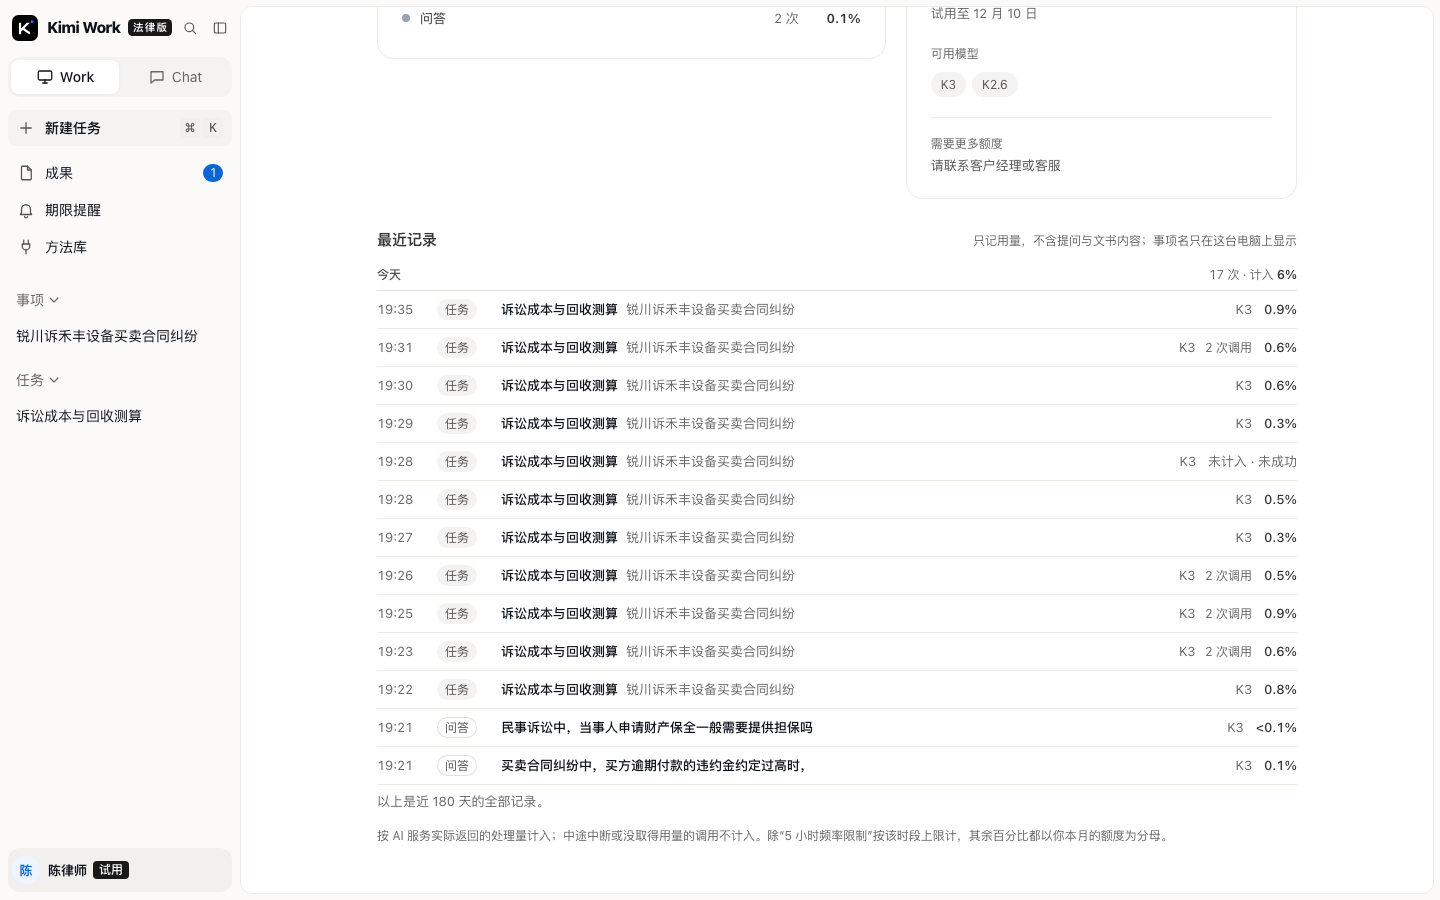 Kimi Work 法律版
Work
Chat
新建任务 ⌘ K
成果 1
期限提醒
方法库
事项
锐川诉禾丰设备买卖合同纠纷
任务
诉讼成本与回收测算
陈 陈律师 试用
问答 2 次 0.1%
试用至 12 月 10 日
可用模型
K3 K2.6
需要更多额度
请联系客户经理或客服
最近记录 只记用量，不含提问与文书内容；事项名只在这台电脑上显示
今天 17 次 · 计入 6%
19:35 任务 诉讼成本与回收测算 锐川诉禾丰设备买卖合同纠纷 K3 0.9%
19:31 任务 诉讼成本与回收测算 锐川诉禾丰设备买卖合同纠纷 K3 2 次调用 0.6%
19:30 任务 诉讼成本与回收测算 锐川诉禾丰设备买卖合同纠纷 K3 0.6%
19:29 任务 诉讼成本与回收测算 锐川诉禾丰设备买卖合同纠纷 K3 0.3%
19:28 任务 诉讼成本与回收测算 锐川诉禾丰设备买卖合同纠纷 K3 未计入 · 未成功
19:28 任务 诉讼成本与回收测算 锐川诉禾丰设备买卖合同纠纷 K3 0.5%
19:27 任务 诉讼成本与回收测算 锐川诉禾丰设备买卖合同纠纷 K3 0.3%
19:26 任务 诉讼成本与回收测算 锐川诉禾丰设备买卖合同纠纷 K3 2 次调用 0.5%
19:25 任务 诉讼成本与回收测算 锐川诉禾丰设备买卖合同纠纷 K3 2 次调用 0.9%
19:23 任务 诉讼成本与回收测算 锐川诉禾丰设备买卖合同纠纷 K3 2 次调用 0.6%
19:22 任务 诉讼成本与回收测算 锐川诉禾丰设备买卖合同纠纷 K3 0.8%
19:21 问答 民事诉讼中，当事人申请财产保全一般需要提供担保吗 K3 <0.1%
19:21 问答 买卖合同纠纷中，买方逾期付款的违约金约定过高时， K3 0.1%
以上是近 180 天的全部记录。
按 AI 服务实际返回的处理量计入；中途中断或没取得用量的调用不计入。除“5 小时频率限制”按该时段上限计，其余百分比都以你本月的额度为分母。